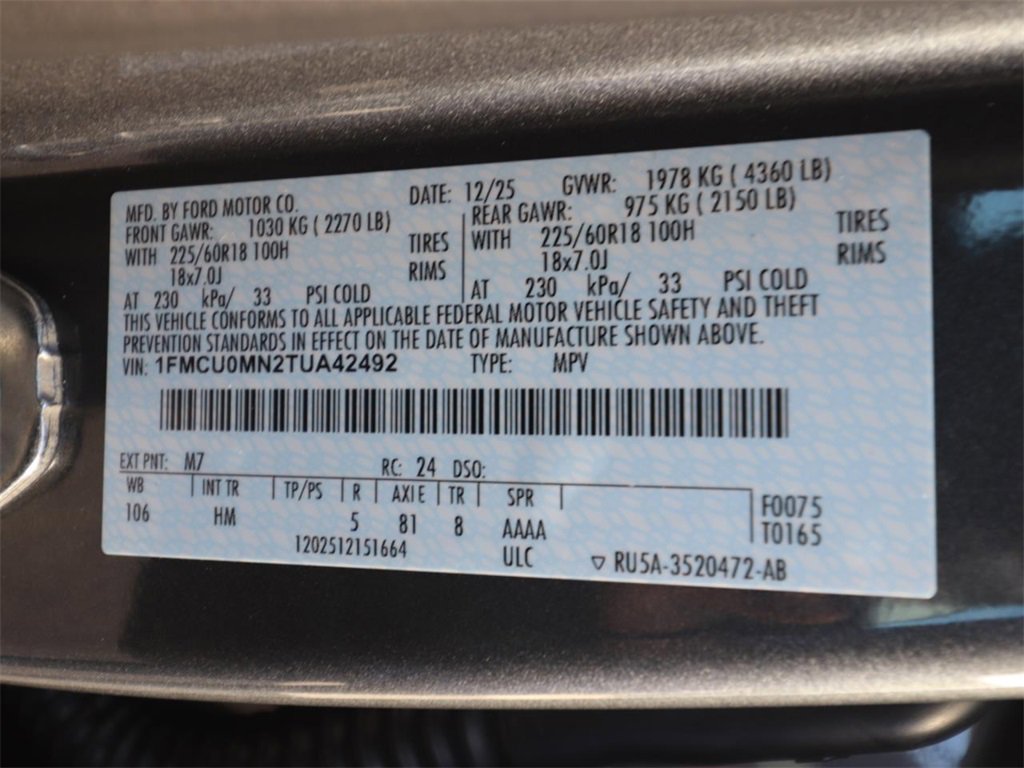 MFD. BY FORD MOTOR CO. DATE: 12/25 GVWR: 1978 KG ( 4360 LB)
FRONT GAWR: 1030 KG ( 2270 LB) REAR GAWR: 975 KG ( 2150 LB)
WITH 225/60R18 100H TIRES WITH 225/60R18 100H TIRES
18x7.0J RIMS 18x7.0J RIMS
AT 230 kPa/ 33 PSI COLD AT 230 kPa/ 33 PSI COLD
THIS VEHICLE CONFORMS TO ALL APPLICABLE FEDERAL MOTOR VEHICLE SAFETY AND THEFT
PREVENTION STANDARDS IN EFFECT ON THE DATE OF MANUFACTURE SHOWN ABOVE.
VIN: 1FMCU0MN2TUA42492 TYPE: MPV
EXT PNT: M7 RC: 24 DSO:
WB INT TR TP/PS R AXIE TR SPR F0075
106 HM 5 81 8 AAAA T0165
1202512151664 ULC ▽ RU5A-3520472-AB